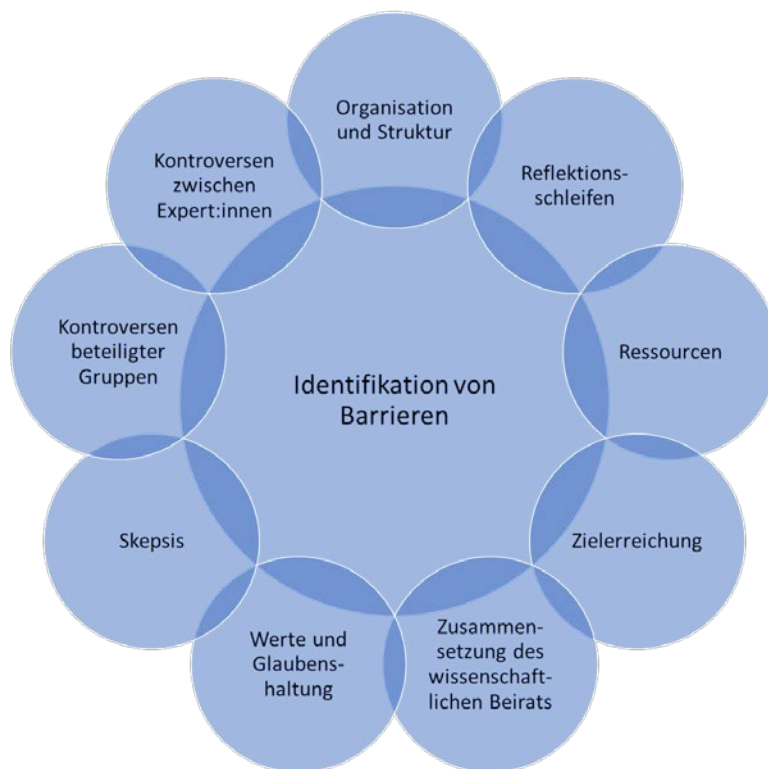 Organisation
und Struktur
Reflektions-
schleifen
Ressourcen
Zielerreichung
Zusammen-
setzung des
wissenschaft-
lichen Beirats
Werte und
Glaubens-
haltung
Skepsis
Kontroversen
beteiligter
Gruppen
Kontroversen
zwischen
Expert:innen
Identifikation von
Barrieren